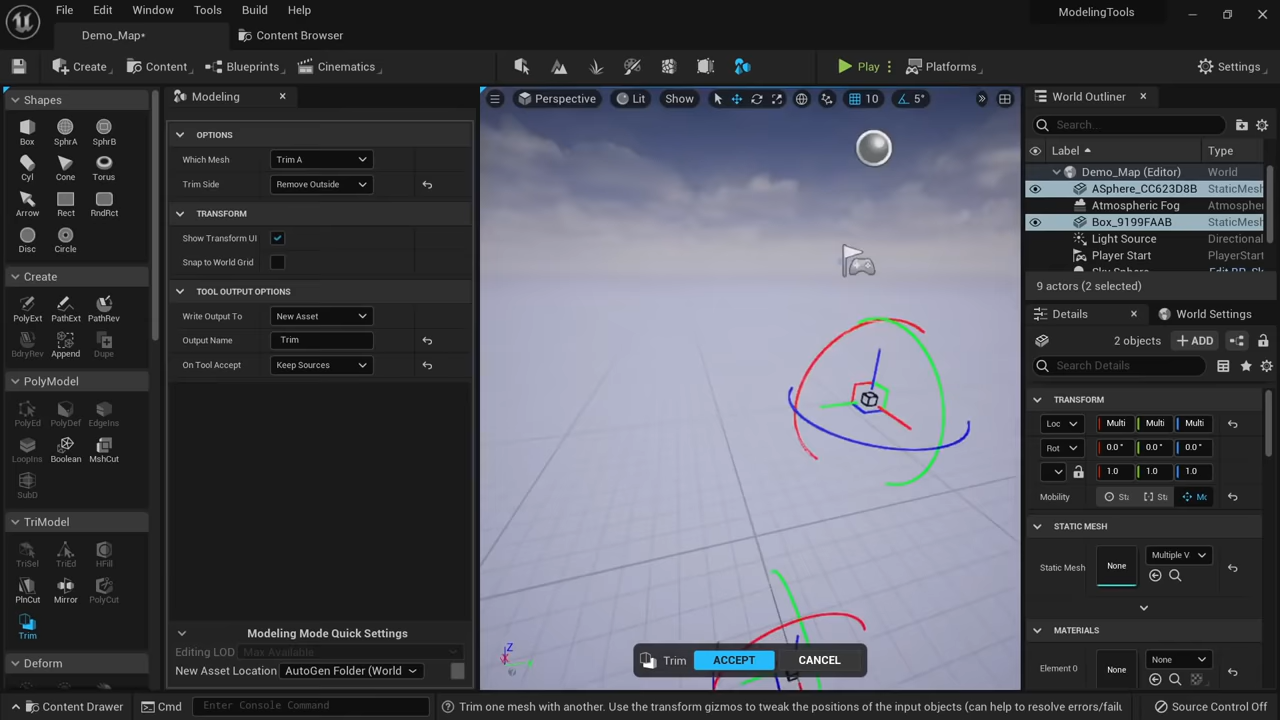 File Edit Window Tools Build Help ModelingTools
Demo_Map* Content Browser
Create Content Blueprints Cinematics Play Platforms Settings
Shapes
Box SphrA SphrB
Cyl Cone Torus
Arrow Rect RndRct
Disc Circle
Create
PolyExt PathExt PathRev
BdryRev Append Dupe
PolyModel
PolyEd PolyDef EdgeIns
LoopIns Boolean MshCut
SubD
TriModel
TriSel TriEd HFill
PlnCut Mirror PolyCut
Trim
Deform
Modeling
OPTIONS
Which Mesh Trim A
Trim Side Remove Outside
TRANSFORM
Show Transform UI
Snap to World Grid
TOOL OUTPUT OPTIONS
Write Output To New Asset
Output Name Trim
On Tool Accept Keep Sources
Modeling Mode Quick Settings
Editing LOD Max Available
New Asset Location AutoGen Folder (World
Perspective Lit Show 10 5°
Z
Trim ACCEPT CANCEL
World Outliner
Search...
Label Type
Demo_Map (Editor) World
ASphere_CC623D8B StaticMesh
Atmospheric Fog Atmosphere
Box_9199FAAB StaticMesh
Light Source Directional
Player Start PlayerStart
9 actors (2 selected)
Details World Settings
2 objects ADD
Search Details
TRANSFORM
Loc Multi Multi Multi
Rot 0.0° 0.0° 0.0°
1.0 1.0 1.0
Mobility Sta Sta Mo
STATIC MESH
Static Mesh None Multiple V
MATERIALS
Element 0 None None
Content Drawer Cmd Enter Console Command Trim one mesh with another. Use the transform gizmos to tweak the positions of the input objects (can help to resolve errors/failu Source Control Off